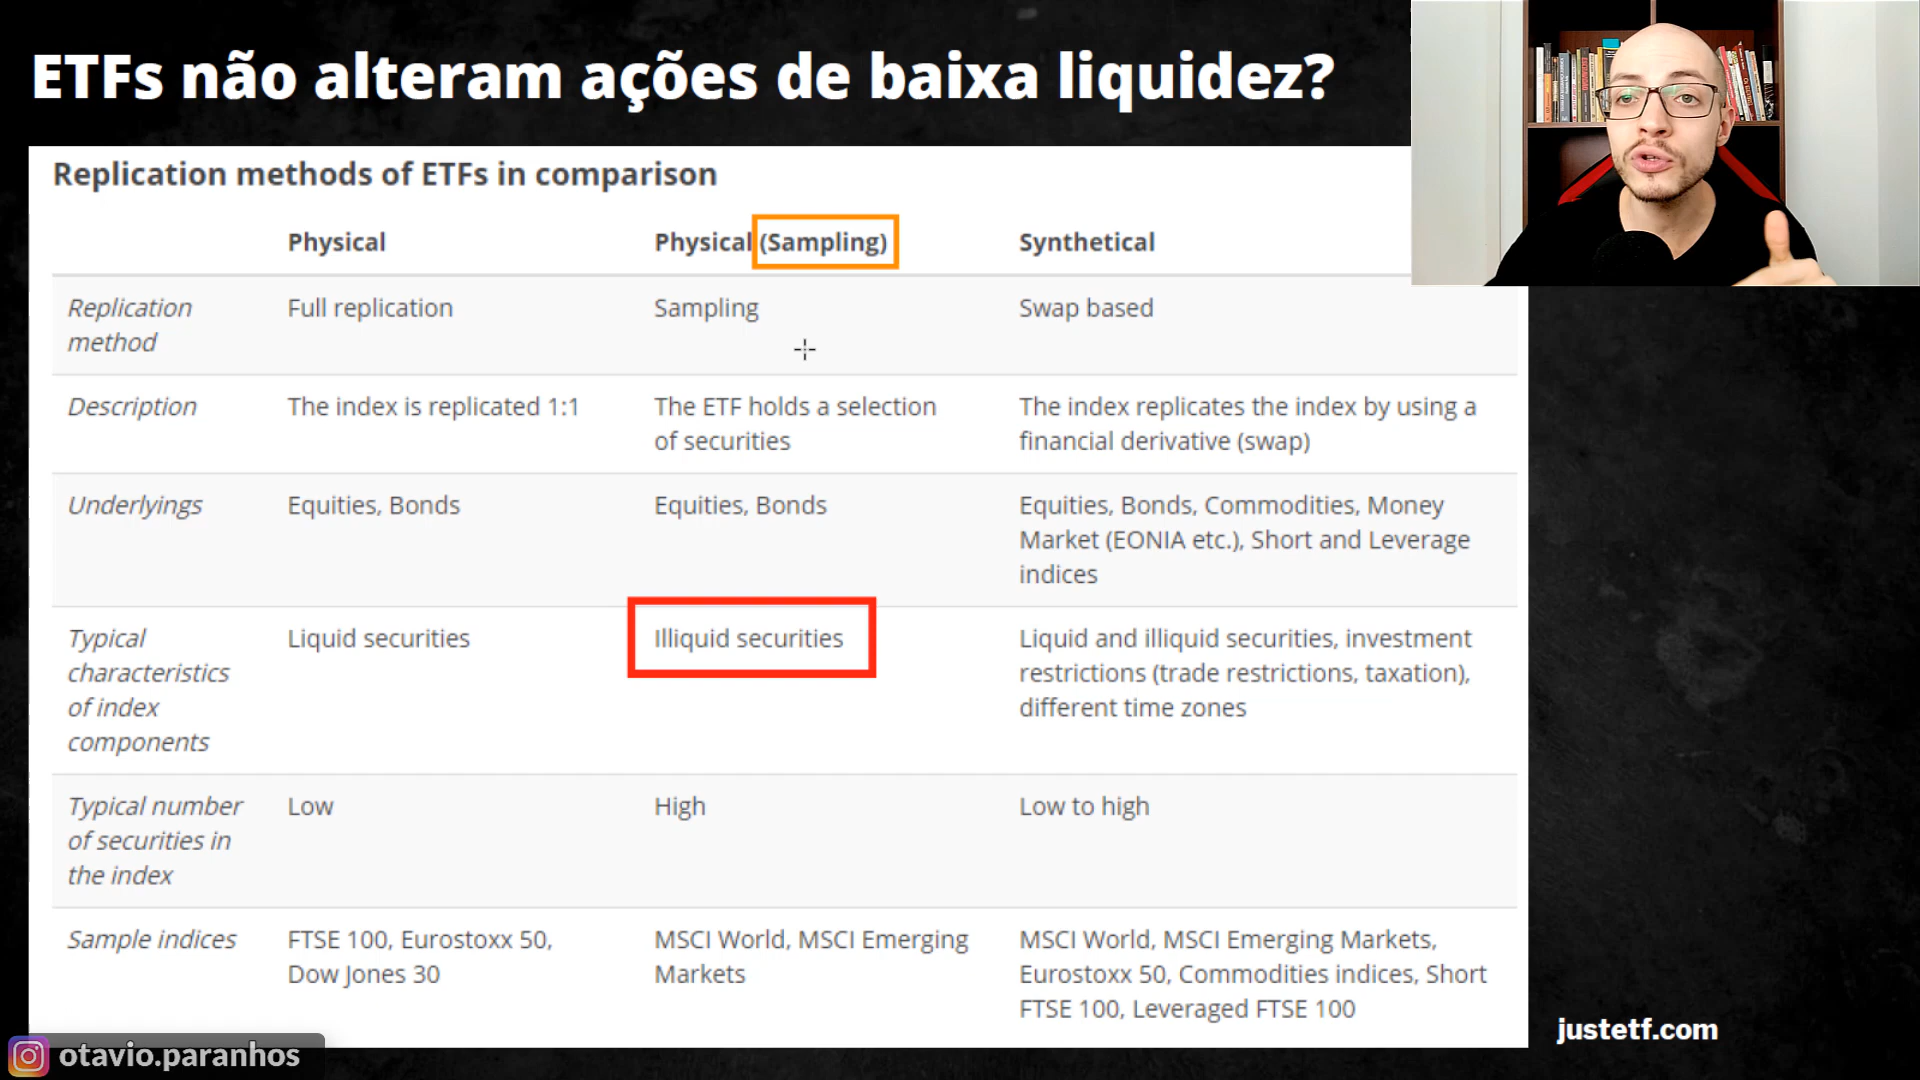 ETFs não alteram ações de baixa liquidez?
Replication methods of ETFs in comparison
Physical
Physical (Sampling)
Synthetical
Replication
method
Full replication
Sampling
Swap based
Description
The index is replicated 1:1
The ETF holds a selection
of securities
The index replicates the index by using a
financial derivative (swap)
Underlyings
Equities, Bonds
Equities, Bonds
Equities, Bonds, Commodities, Money
Market (EONIA etc.), Short and Leverage
indices
Typical
characteristics
of index
components
Liquid securities
Illiquid securities
Liquid and illiquid securities, investment
restrictions (trade restrictions, taxation),
different time zones
Typical number
of securities in
the index
Low
High
Low to high
Sample indices
FTSE 100, Eurostoxx 50,
Dow Jones 30
MSCI World, MSCI Emerging
Markets
MSCI World, MSCI Emerging Markets,
Eurostoxx 50, Commodities indices, Short
FTSE 100, Leveraged FTSE 100
justetf.com
otavio.paranhos